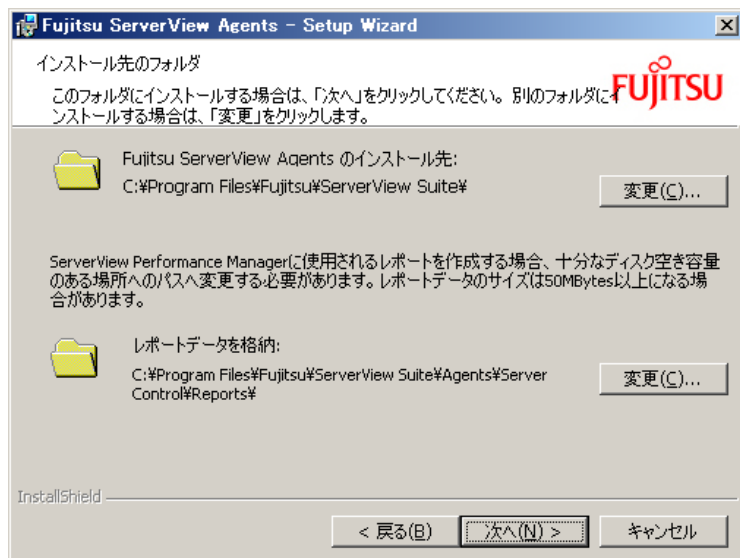 Fujitsu ServerView Agents - Setup Wizard
インストール先のフォルダ
このフォルダにインストールする場合は、「次へ」をクリックしてください。別のフォルダにイ
ンストールする場合は、「変更」をクリックします。
FUJITSU
Fujitsu ServerView Agents のインストール先:
C:¥Program Files¥Fujitsu¥ServerView Suite¥
変更(C)...
ServerView Performance Managerに使用されるレポートを作成する場合、十分なディスク空き容量
のある場所へのパスへ変更する必要があります。レポートデータのサイズは50MBytes以上になる場
合があります。
レポートデータを格納:
C:¥Program Files¥Fujitsu¥ServerView Suite¥Agents¥Server
Control¥Reports¥
変更(C)...
InstallShield
< 戻る(B)
次へ(N) >
キャンセル